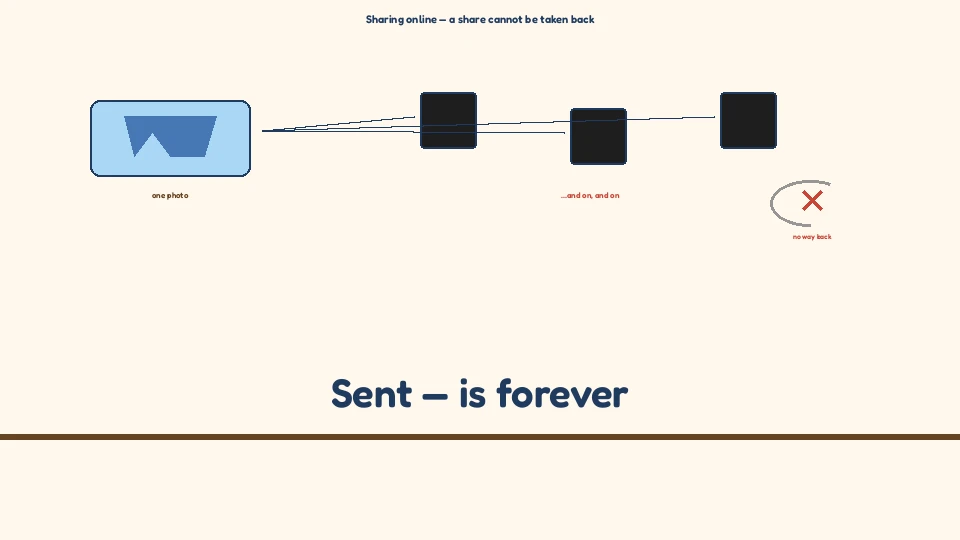 Sharing online — a share cannot be taken back
one photo
...and on, and on
no way back
Sent — is forever